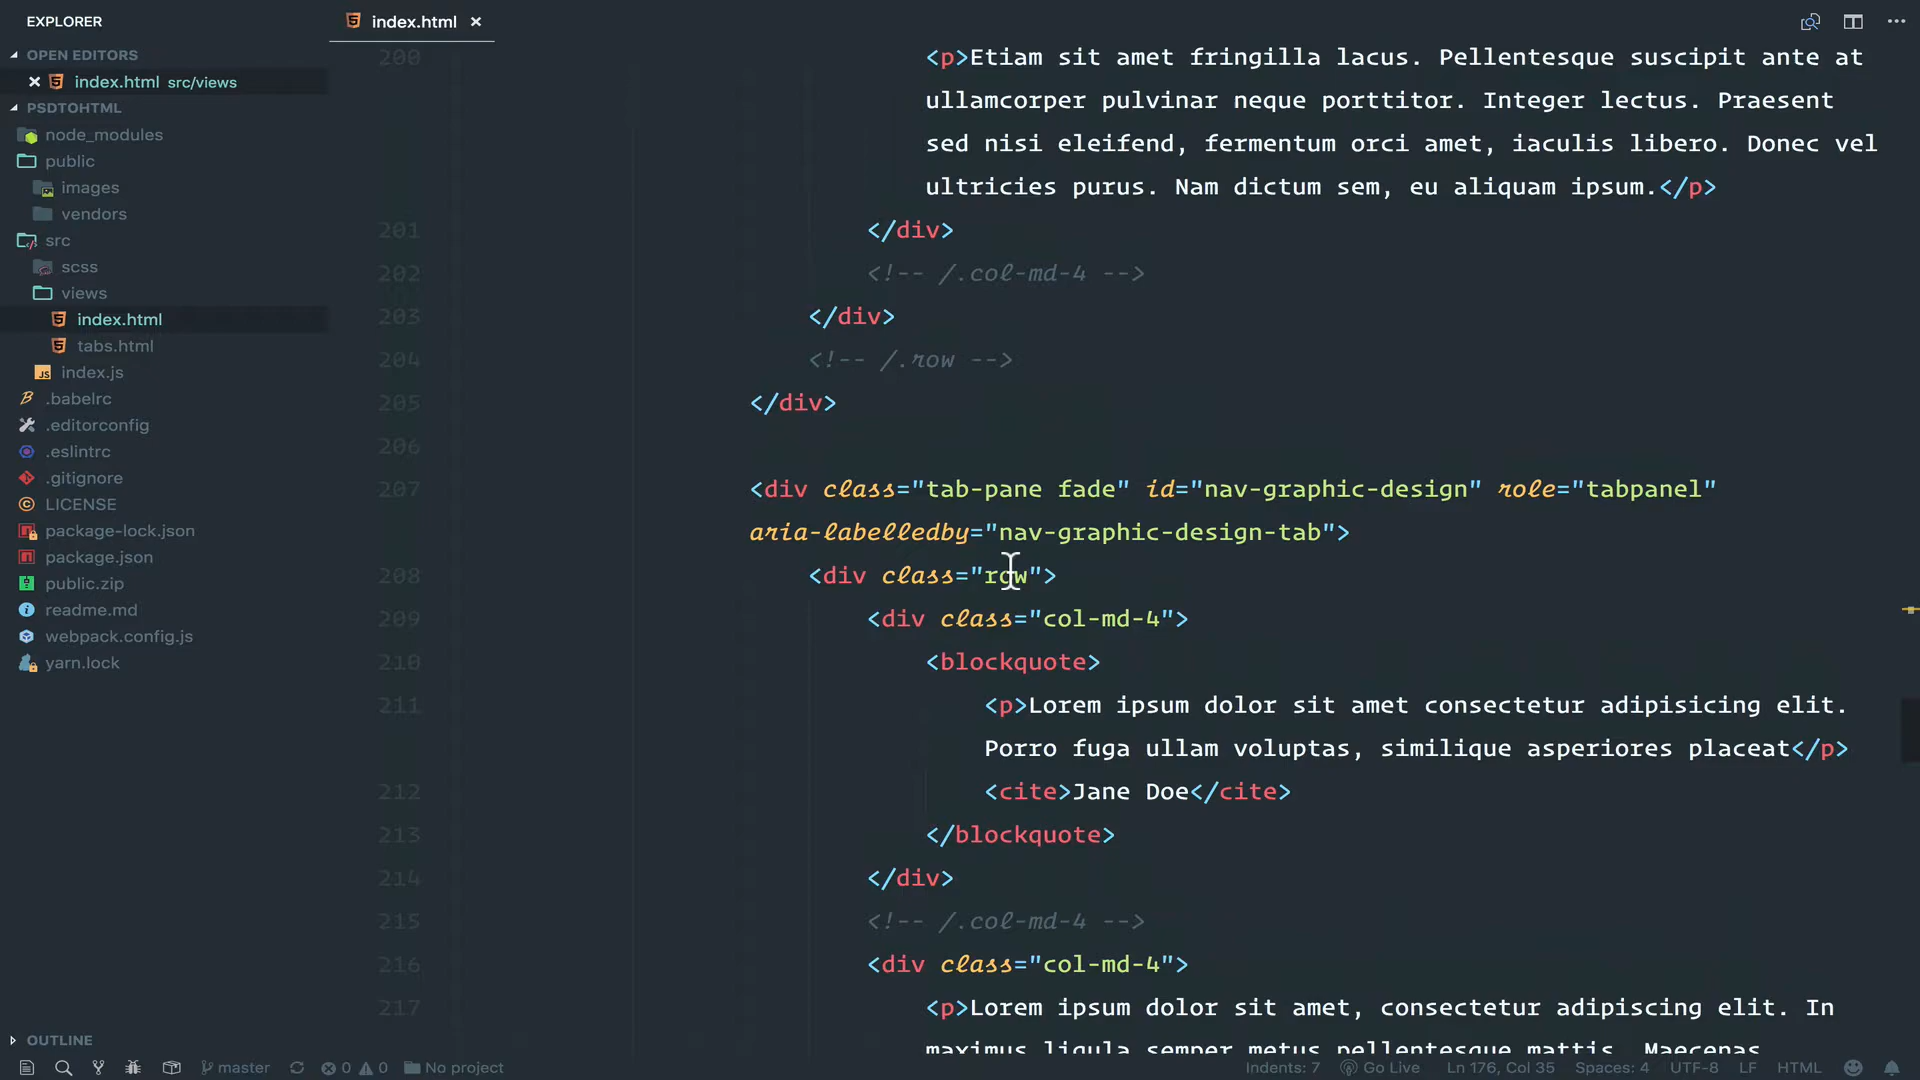 EXPLORER
OPEN EDITORS
index.html src/views
PSDTOHTML
node_modules
public
images
vendors
src
scss
views
index.html
tabs.html
index.js
.babelrc
.editorconfig
.eslintrc
.gitignore
LICENSE
package-lock.json
package.json
public.zip
readme.md
webpack.config.js
yarn.lock
OUTLINE
index.html
200 <p>Etiam sit amet fringilla lacus. Pellentesque suscipit ante at
ullamcorper pulvinar neque porttitor. Integer lectus. Praesent
sed nisi eleifend, fermentum orci amet, iaculis libero. Donec vel
ultricies purus. Nam dictum sem, eu aliquam ipsum.</p>
201 </div>
202 <!-- /.col-md-4 -->
203 </div>
204 <!-- /.row -->
205 </div>
206
207 <div class="tab-pane fade" id="nav-graphic-design" role="tabpanel"
aria-labelledby="nav-graphic-design-tab">
208 <div class="row">
209 <div class="col-md-4">
210 <blockquote>
211 <p>Lorem ipsum dolor sit amet consectetur adipisicing elit.
Porro fuga ullam voluptas, similique asperiores placeat</p>
212 <cite>Jane Doe</cite>
213 </blockquote>
214 </div>
215 <!-- /.col-md-4 -->
216 <div class="col-md-4">
217 <p>Lorem ipsum dolor sit amet, consectetur adipiscing elit. In
maximus ligula semper metus pellentesque mattis. Maecenas
master 0 0 No project
Indents: 7 Go Live Ln 176, Col 35 Spaces: 4 UTF-8 LF HTML